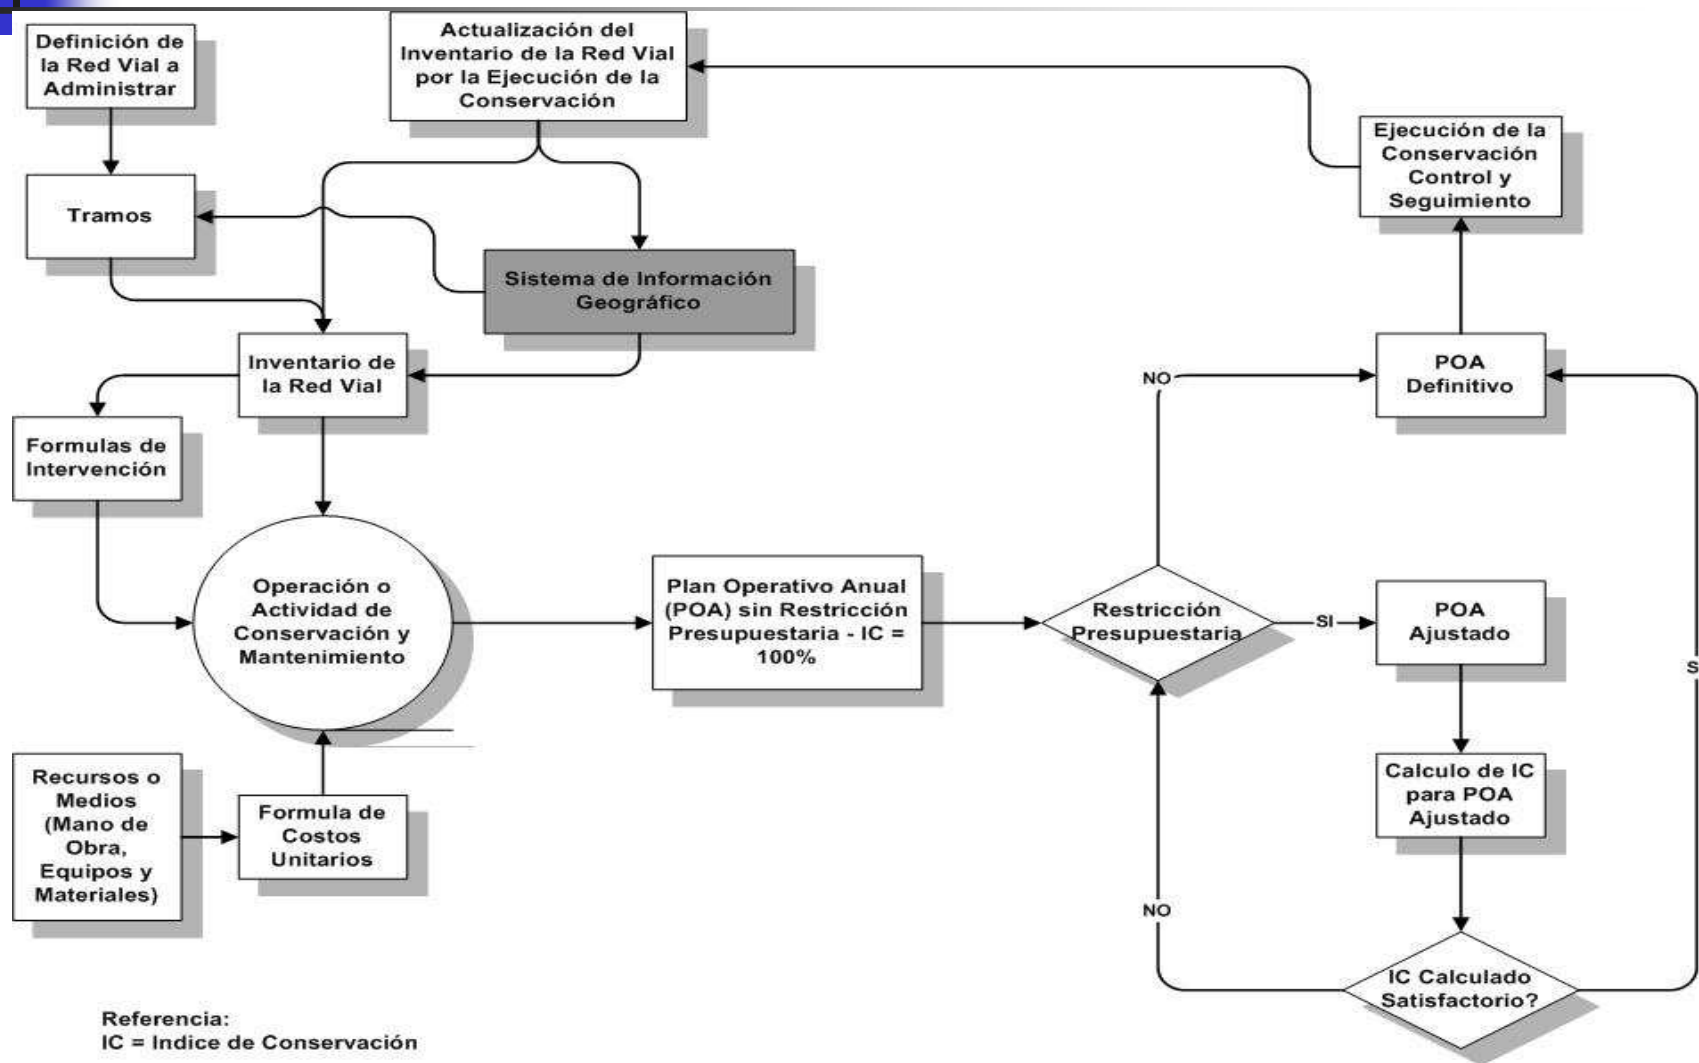 Definición de
la Red Vial a
Administrar
Actualización del
Inventario de la Red Vial
por la Ejecución de la
Conservación
Ejecución de la
Conservación
Control y
Seguimiento
Tramos
Sistema de Información
Geográfico
Inventario de
la Red Vial
NO
POA
Definitivo
Formulas de
Intervención
Operación o
Actividad de
Conservación y
Mantenimiento
Plan Operativo Anual
(POA) sin Restricción
Presupuestaria - IC =
100%
Restricción
Presupuestaria
SI
POA
Ajustado
S
Recursos o
Medios
(Mano de
Obra,
Equipos y
Materiales)
Formula de
Costos
Unitarios
Calculo de IC
para POA
Ajustado
NO
IC Calculado
Satisfactorio?
Referencia:
IC = Indice de Conservación